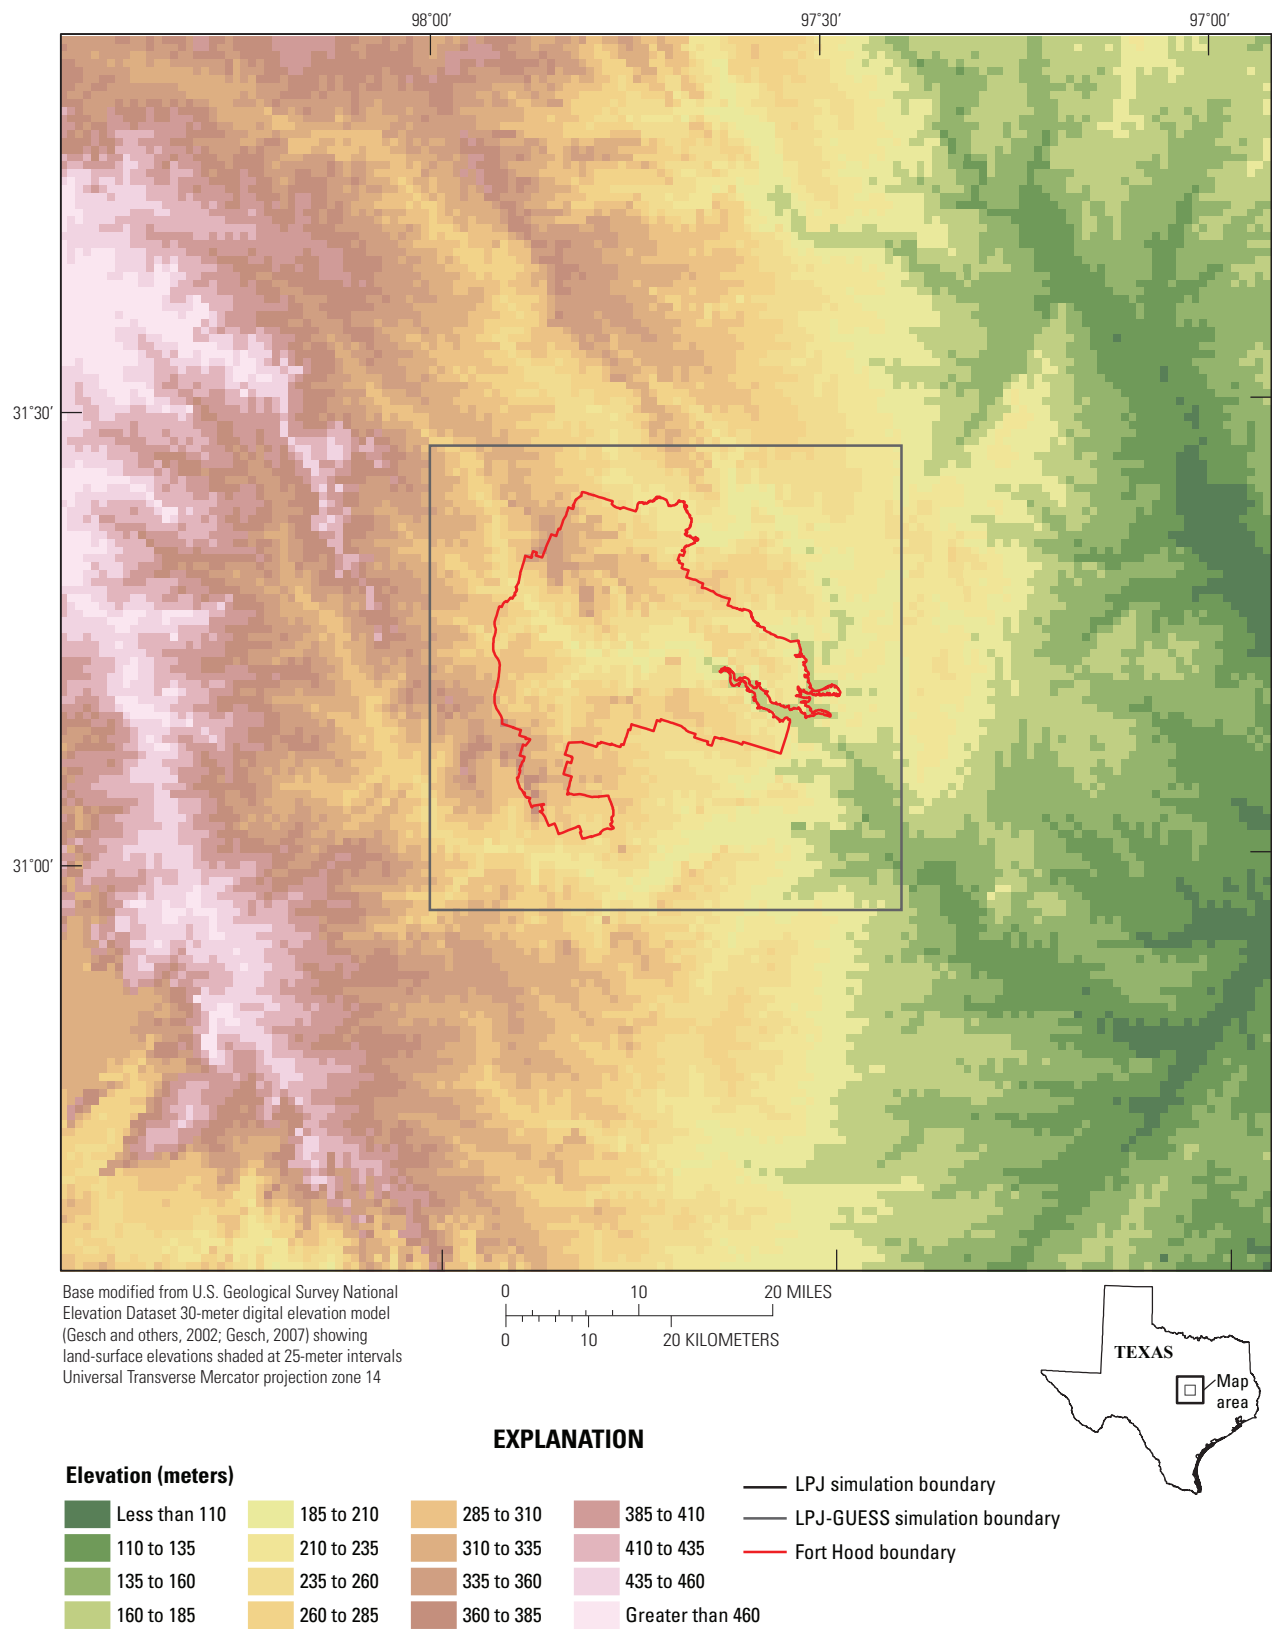 98°00′
97°30′
97°00′
31°30′
31°00′
Base modified from U.S. Geological Survey National
Elevation Dataset 30-meter digital elevation model
(Gesch and others, 2002; Gesch, 2007) showing
land-surface elevations shaded at 25-meter intervals
Universal Transverse Mercator projection zone 14
0 10 20 MILES
0 10 20 KILOMETERS
TEXAS
Map
area
EXPLANATION
Elevation (meters)
Less than 110
110 to 135
135 to 160
160 to 185
185 to 210
210 to 235
235 to 260
260 to 285
285 to 310
310 to 335
335 to 360
360 to 385
385 to 410
410 to 435
435 to 460
Greater than 460
LPJ simulation boundary
LPJ-GUESS simulation boundary
Fort Hood boundary